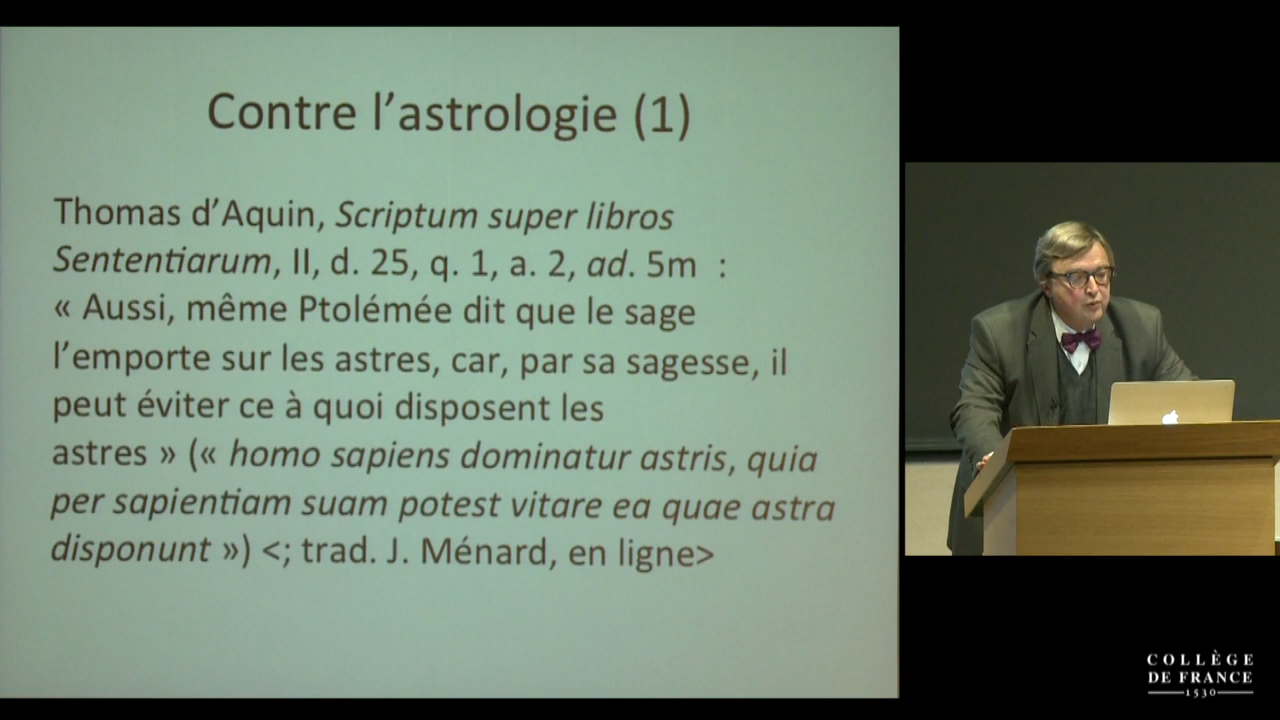 Contre l’astrologie (1)
Thomas d’Aquin, Scriptum super libros
Sententiarum, II, d. 25, q. 1, a. 2, ad. 5m :
« Aussi, même Ptolémée dit que le sage
l’emporte sur les astres, car, par sa sagesse, il
peut éviter ce à quoi disposent les
astres » (« homo sapiens dominatur astris, quia
per sapientiam suam potest vitare ea quae astra
disponunt ») <; trad. J. Ménard, en ligne>
COLLÈGE
DE FRANCE
1530